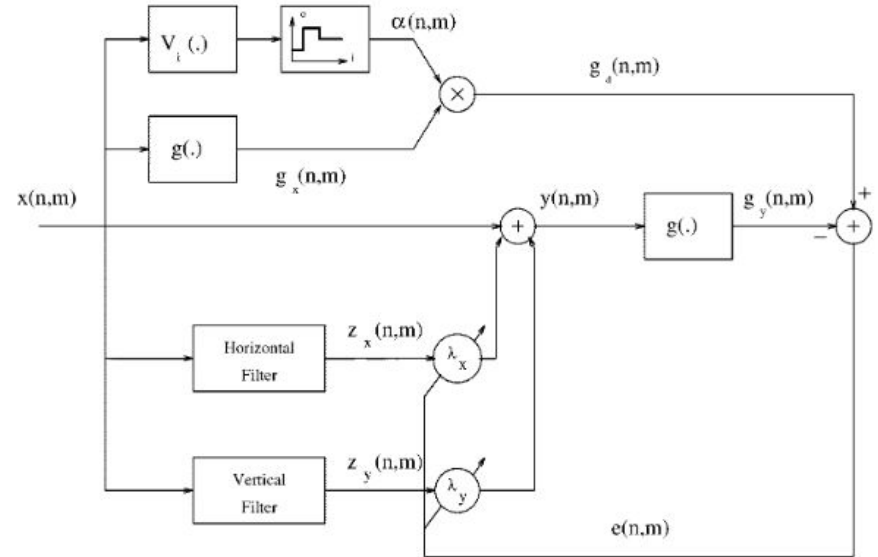 V_i (.)
c
i
α(n,m)
×
g_d(n,m)
g(.)
g_x(n,m)
x(n,m)
+
y(n,m)
g(.)
g_y(n,m)
+
−
+
z_x(n,m)
Horizontal
Filter
λ_x
z_y(n,m)
Vertical
Filter
λ_y
e(n,m)